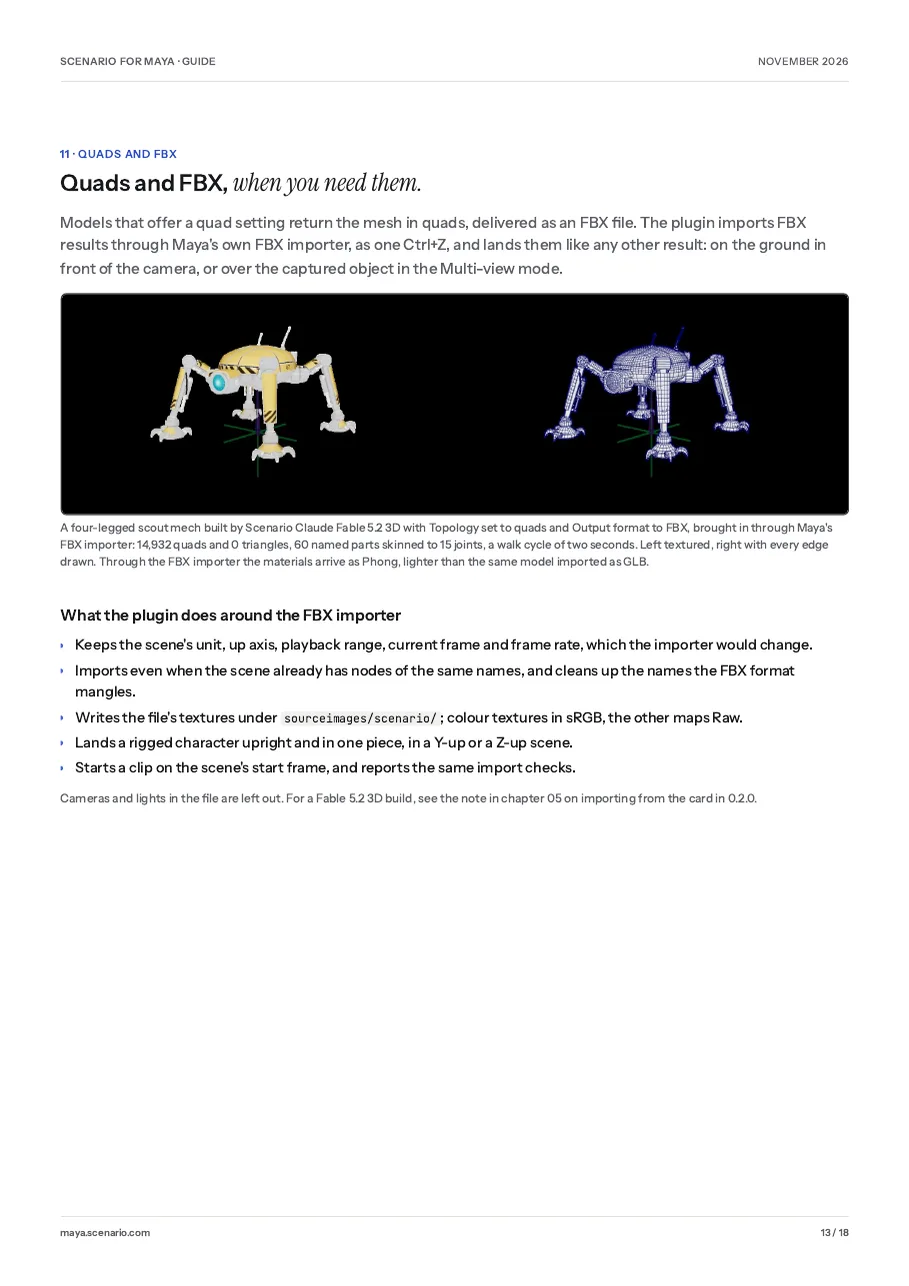 SCENARIO FOR MAYA · GUIDE
NOVEMBER 2026
11 · QUADS AND FBX
Quads and FBX, when you need them.
Models that offer a quad setting return the mesh in quads, delivered as an FBX file. The plugin imports FBX
results through Maya's own FBX importer, as one Ctrl+Z, and lands them like any other result: on the ground in
front of the camera, or over the captured object in the Multi-view mode.
A four-legged scout mech built by Scenario Claude Fable 5.2 3D with Topology set to quads and Output format to FBX, brought in through Maya's
FBX importer: 14,932 quads and 0 triangles, 60 named parts skinned to 15 joints, a walk cycle of two seconds. Left textured, right with every edge
drawn. Through the FBX importer the materials arrive as Phong, lighter than the same model imported as GLB.
What the plugin does around the FBX importer
Keeps the scene's unit, up axis, playback range, current frame and frame rate, which the importer would change.
Imports even when the scene already has nodes of the same names, and cleans up the names the FBX format
mangles.
Writes the file's textures under sourceimages/scenario/; colour textures in sRGB, the other maps Raw.
Lands a rigged character upright and in one piece, in a Y-up or a Z-up scene.
Starts a clip on the scene's start frame, and reports the same import checks.
Cameras and lights in the file are left out. For a Fable 5.2 3D build, see the note in chapter 05 on importing from the card in 0.2.0.
maya.scenario.com
13 / 18